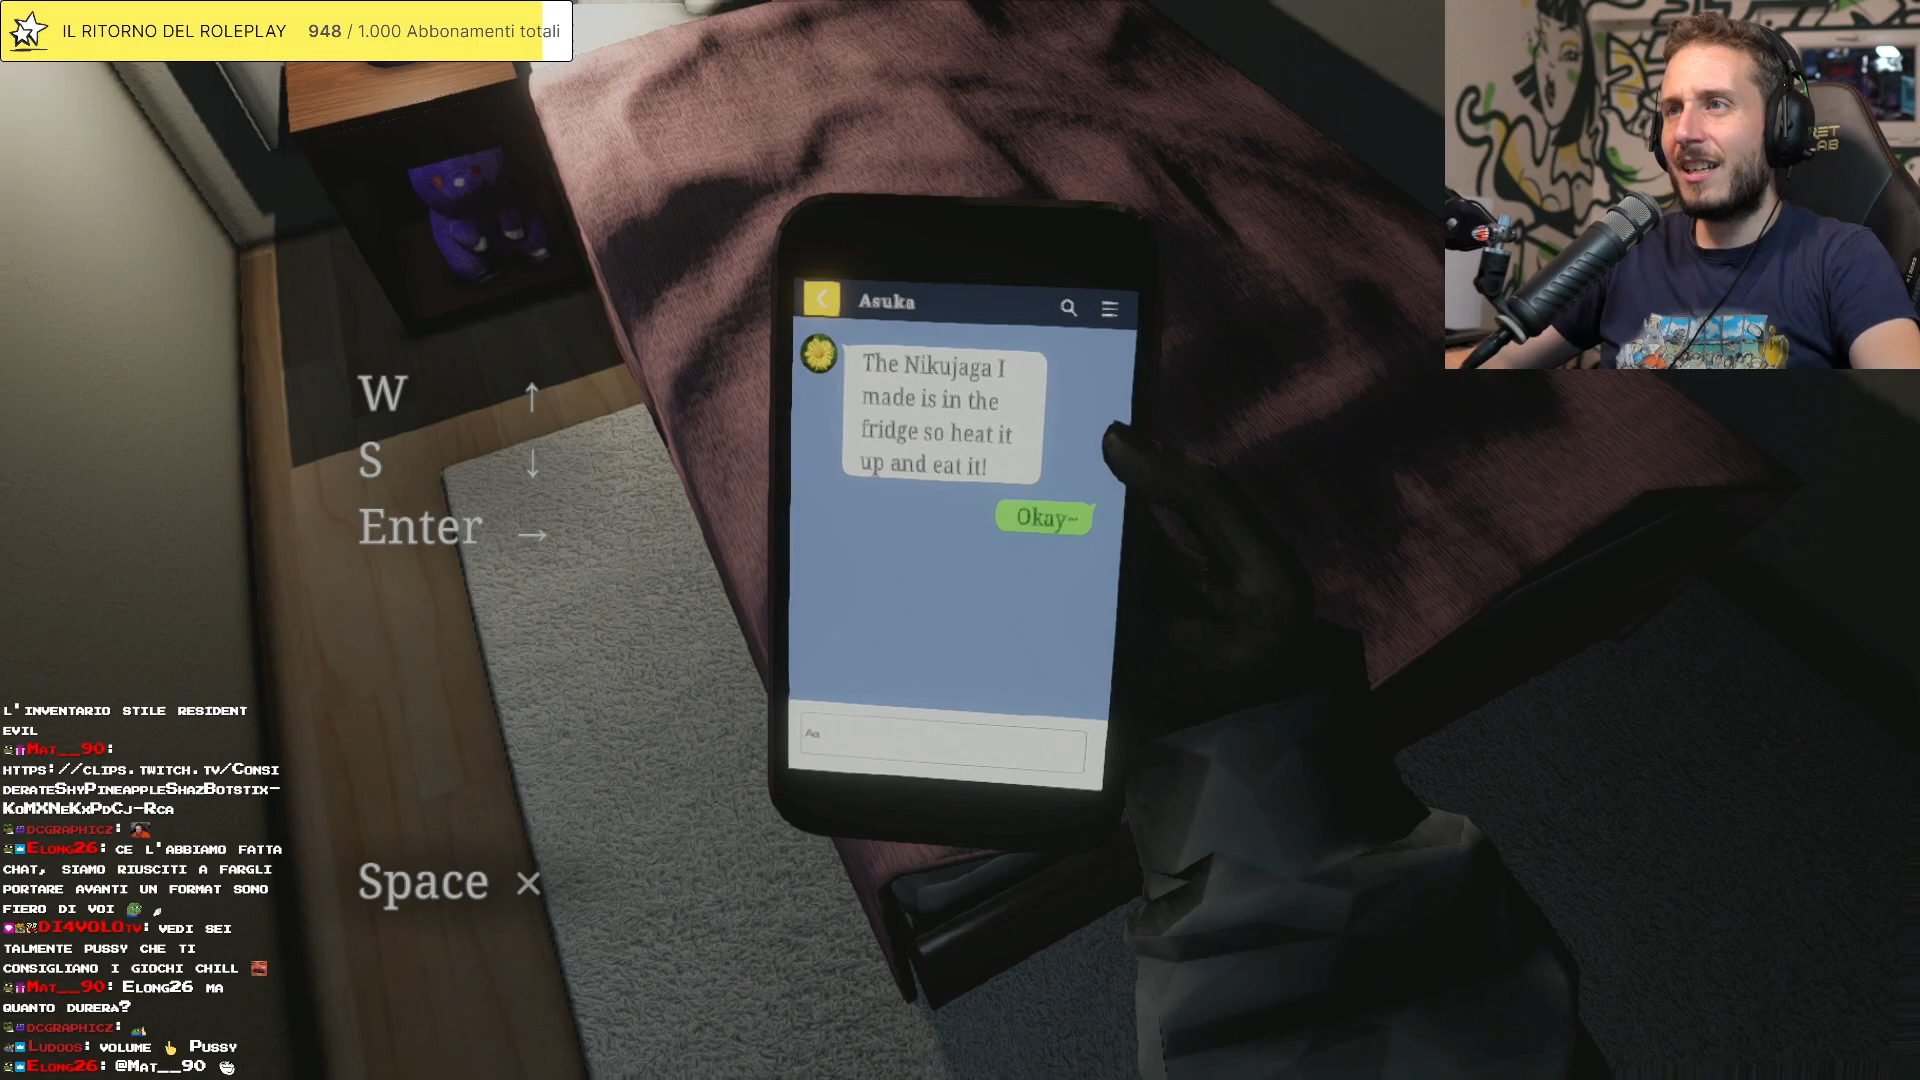 IL RITORNO DEL ROLEPLAY 948 / 1.000 Abbonamenti totali
Asuka
The Nikujaga I
made is in the
fridge so heat it
up and eat it!
Okay~
Aa
W ↑
S ↓
Enter →
Space ×
L'INVENTARIO STILE RESIDENT
EVIL
MAT__90:
HTTPS://CLIPS.TWITCH.TV/CONSI
DERATESHYPINEAPPLESHAZBOTSTIX-
KOMXNEKXPDCJ-RCA
DCGRAPHICZ:
ELONG26: CE L'ABBIAMO FATTA
CHAT, SIAMO RIUSCITI A FARGLI
PORTARE AVANTI UN FORMAT SONO
FIERO DI VOI
DI4VOLOTV: VEDI SEI
TALMENTE PUSSY CHE TI
CONSIGLIANO I GIOCHI CHILL
MAT__90: ELONG26 MA
QUANTO DURERÀ?
DCGRAPHICZ:
LUDOOS: VOLUME 👆 PUSSY
ELONG26: @MAT__90